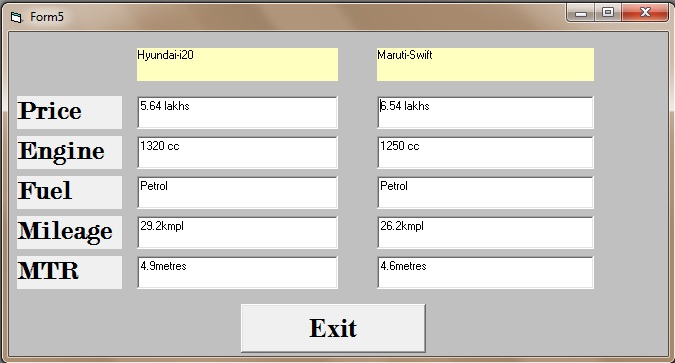 Form5
Hyundai-i20 Maruti-Swift
Price 5.64 lakhs 6.54 lakhs
Engine 1320 cc 1250 cc
Fuel Petrol Petrol
Mileage 29.2kmpl 26.2kmpl
MTR 4.9metres 4.6metres
Exit